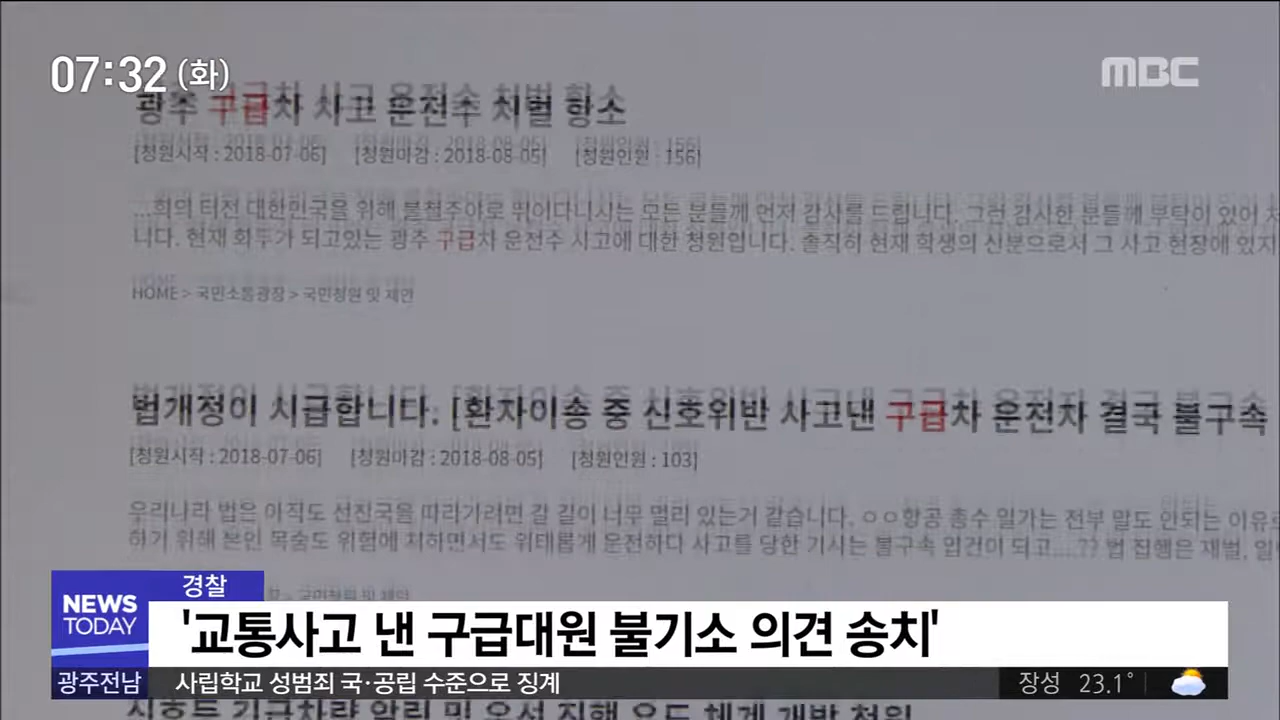 07:32 (화)
MBC
광주 구급차 사고 운전수 처벌 항소
[청원시작 : 2018-07-06] [청원마감 : 2018-08-05] [청원인원 : 156]
...희의 터전 대한민국을 위해 불철주야로 뛰어다니시는 모든 분들께 먼저 감사를 드립니다. 그런 감사한 분들께 부탁이 있어
니다. 현재 화두가 되고있는 광주 구급차 운전수 사고에 대한 청원입니다. 솔직히 현재 학생의 신분으로서 그 사고 현장에 있지
HOME > 국민소통광장 > 국민청원 및 제안
법개정이 시급합니다. [환자이송 중 신호위반 사고낸 구급차 운전자 결국 불구속
[청원시작 : 2018-07-06] [청원마감 : 2018-08-05] [청원인원 : 103]
우리나라 법은 아직도 선진국을 따라가려면 갈 길이 너무 멀리 있는거 같습니다. ㅇㅇ항공 총수 일가는 전부 말도 안되는 이유로
하기 위해 본인 목숨도 위험에 처하면서도 위태롭게 운전하다 사고를 당한 기사는 불구속 입건이 되고....?? 법 집행은 재벌,
> 국민청원 및 제안
경찰
NEWS
TODAY
'교통사고 낸 구급대원 불기소 의견 송치'
광주전남 사립학교 성범죄 국·공립 수준으로 징계 장성 23.1°